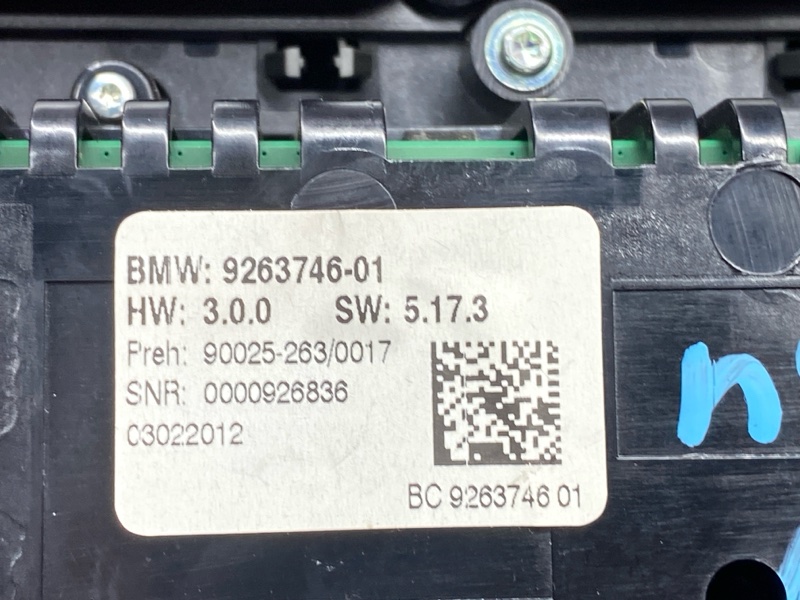 BMW: 9263746-01
HW: 3.0.0 SW: 5.17.3
Preh: 90025-263/0017
SNR: 0000926836
03022012
BC 9263746 01